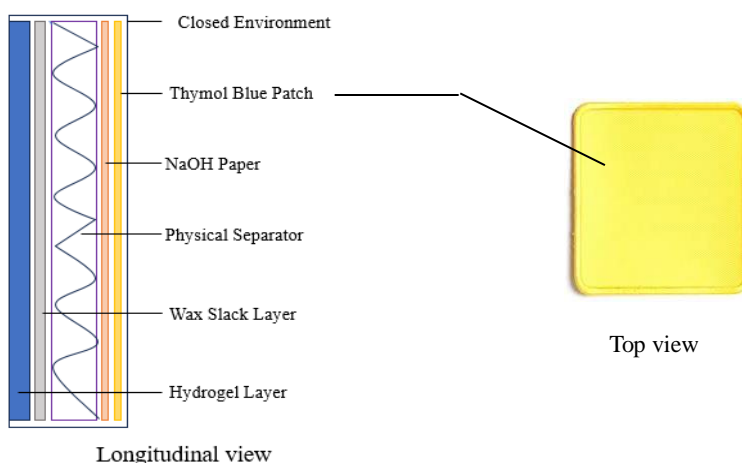 Closed Environment
Thymol Blue Patch
NaOH Paper
Physical Separator
Wax Slack Layer
Hydrogel Layer
Longitudinal view
Top view